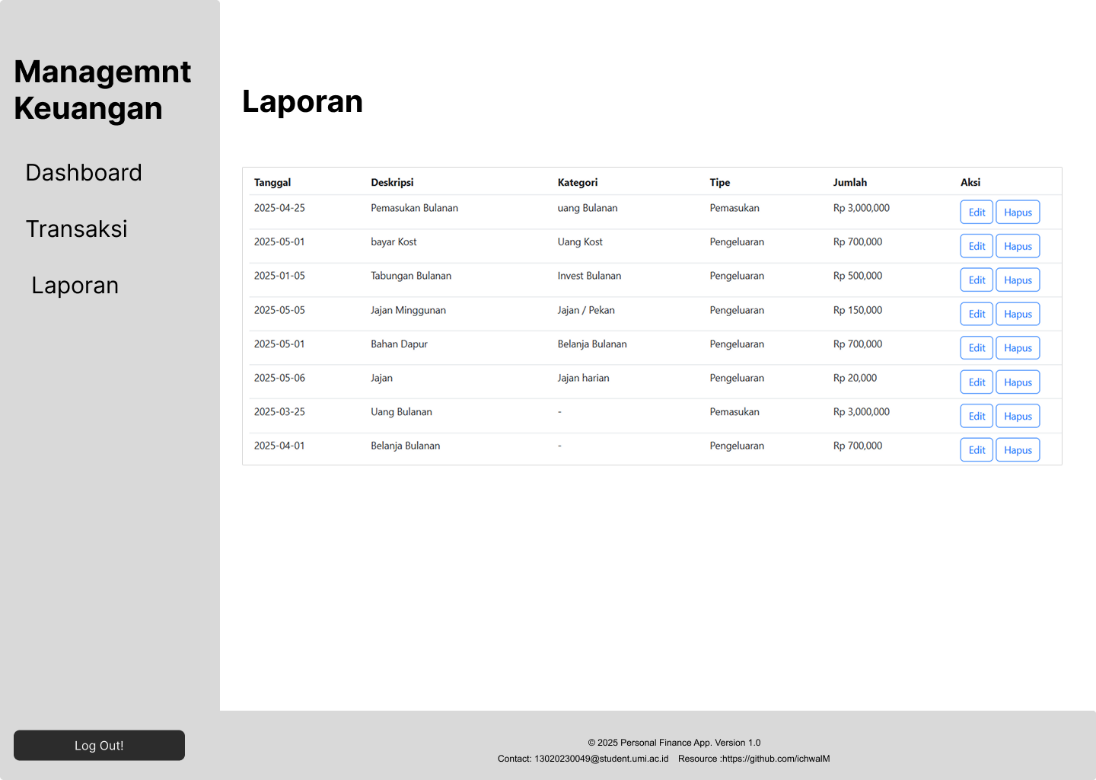 Managemnt
Keuangan
Dashboard
Transaksi
Laporan
Log Out!
Laporan
Tanggal Deskripsi Kategori Tipe Jumlah Aksi
2025-04-25 Pemasukan Bulanan uang Bulanan Pemasukan Rp 3,000,000 Edit Hapus
2025-05-01 bayar Kost Uang Kost Pengeluaran Rp 700,000 Edit Hapus
2025-01-05 Tabungan Bulanan Invest Bulanan Pengeluaran Rp 500,000 Edit Hapus
2025-05-05 Jajan Minggunan Jajan / Pekan Pengeluaran Rp 150,000 Edit Hapus
2025-05-01 Bahan Dapur Belanja Bulanan Pengeluaran Rp 700,000 Edit Hapus
2025-05-06 Jajan Jajan harian Pengeluaran Rp 20,000 Edit Hapus
2025-03-25 Uang Bulanan - Pemasukan Rp 3,000,000 Edit Hapus
2025-04-01 Belanja Bulanan - Pengeluaran Rp 700,000 Edit Hapus
© 2025 Personal Finance App. Version 1.0
Contact: 13020230049@student.umi.ac.id Resource :https://github.com/ichwalM